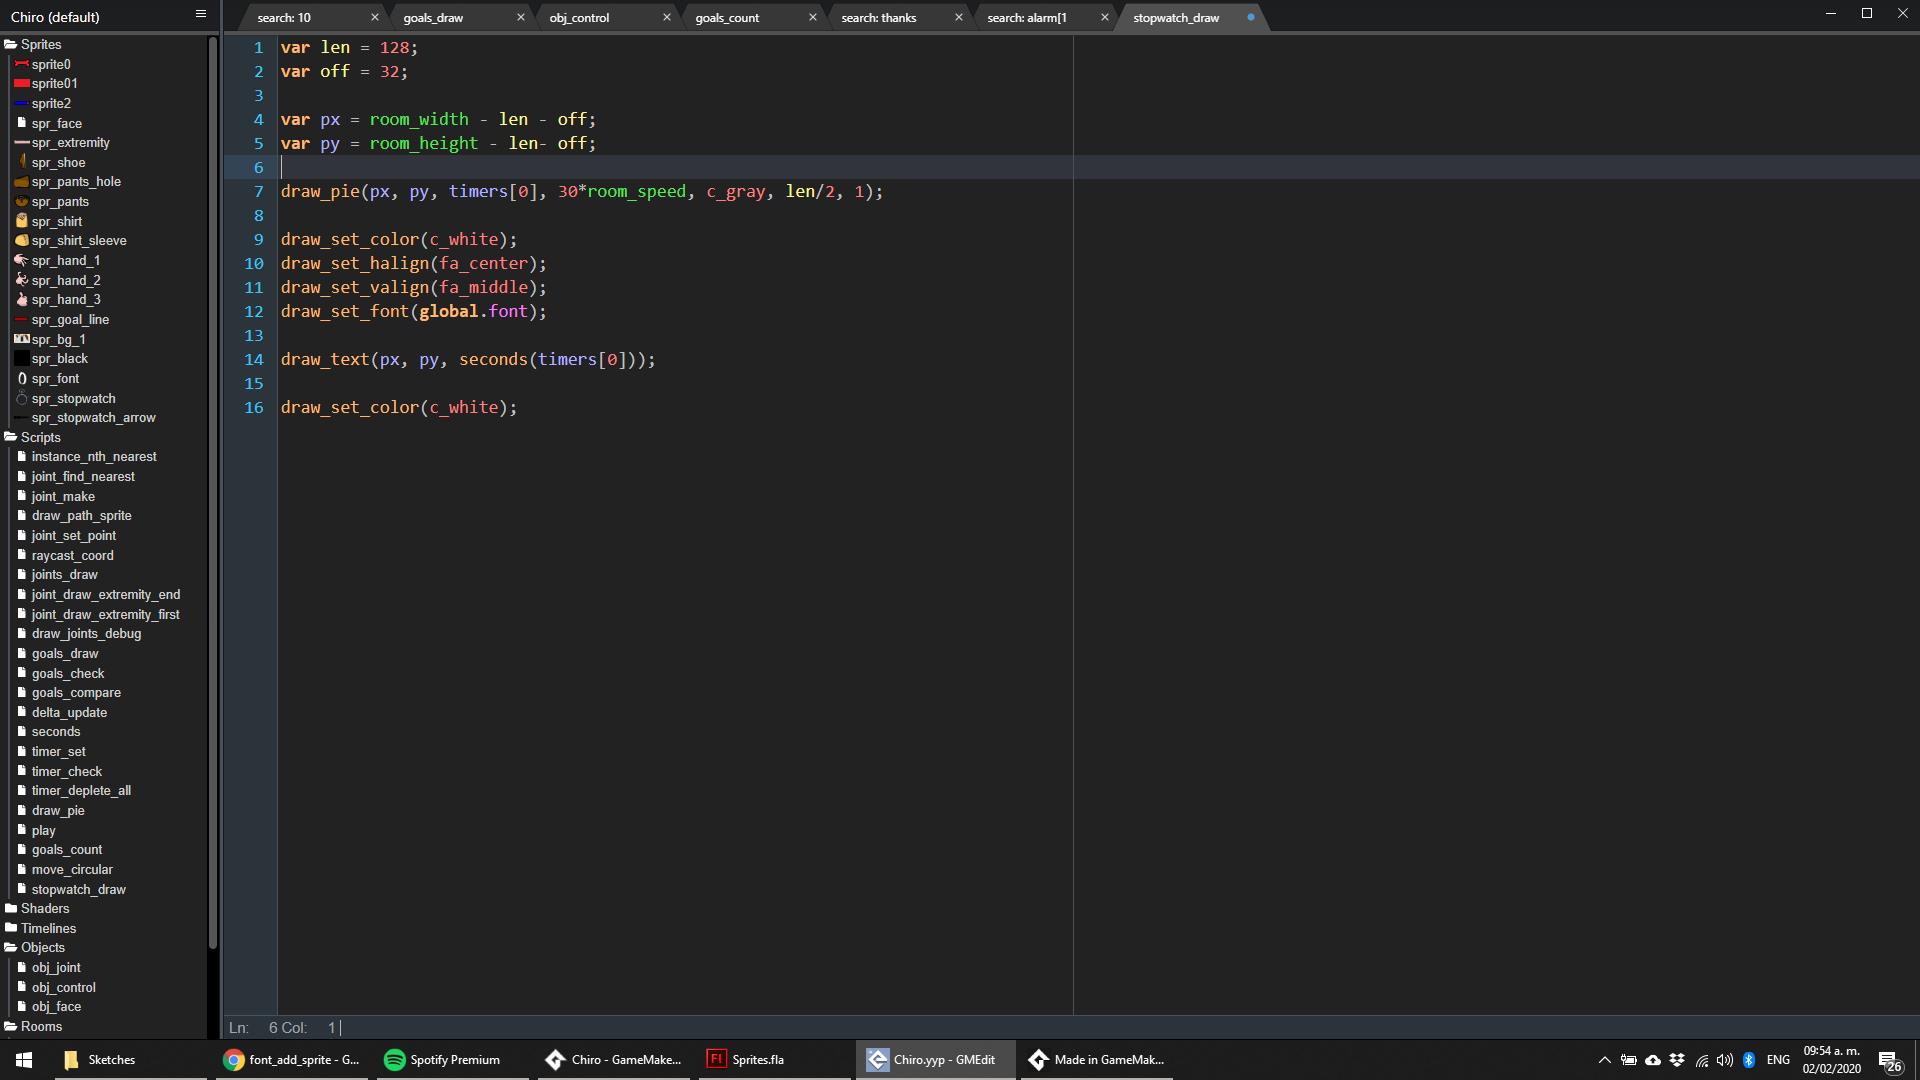 Chiro (default)
search: 10
goals_draw
obj_control
goals_count
search: thanks
search: alarm[1
stopwatch_draw
Sprites
sprite0
sprite01
sprite2
spr_face
spr_extremity
spr_shoe
spr_pants_hole
spr_pants
spr_shirt
spr_shirt_sleeve
spr_hand_1
spr_hand_2
spr_hand_3
spr_goal_line
spr_bg_1
spr_black
spr_font
spr_stopwatch
spr_stopwatch_arrow
Scripts
instance_nth_nearest
joint_find_nearest
joint_make
draw_path_sprite
joint_set_point
raycast_coord
joints_draw
joint_draw_extremity_end
joint_draw_extremity_first
draw_joints_debug
goals_draw
goals_check
goals_compare
delta_update
seconds
timer_set
timer_check
timer_deplete_all
draw_pie
play
goals_count
move_circular
stopwatch_draw
Shaders
Timelines
Objects
obj_joint
obj_control
obj_face
Rooms
1 var len = 128;
2 var off = 32;
3
4 var px = room_width - len - off;
5 var py = room_height - len- off;
6
7 draw_pie(px, py, timers[0], 30*room_speed, c_gray, len/2, 1);
8
9 draw_set_color(c_white);
10 draw_set_halign(fa_center);
11 draw_set_valign(fa_middle);
12 draw_set_font(global.font);
13
14 draw_text(px, py, seconds(timers[0]));
15
16 draw_set_color(c_white);
Ln: 6 Col: 1
Sketches
font_add_sprite - G...
Spotify Premium
Chiro - GameMake...
Fl
Sprites.fla
Chiro.yyp - GMEdit
Made in GameMak...
ENG
09:54 a. m.
02/02/2020
26